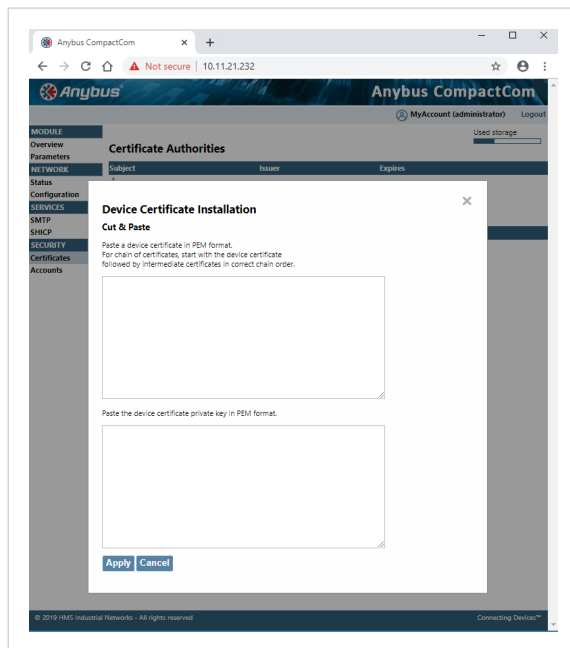 Anybus CompactCom
Not secure | 10.11.21.232
Anybus
Anybus CompactCom
MyAccount (administrator) Logout
MODULE
Used storage
Overview
Parameters
Certificate Authorities
NETWORK
Subject Issuer Expires
Status
Configuration
SERVICES
SMTP
SHICP
SECURITY
Certificates
Accounts
Device Certificate Installation
Cut & Paste
Paste a device certificate in PEM format.
For chain of certificates, start with the device certificate
followed by intermediate certificates in correct chain order.
Paste the device certificate private key in PEM format.
Apply Cancel
© 2019 HMS Industrial Networks - All rights reserved
Connecting Devices™